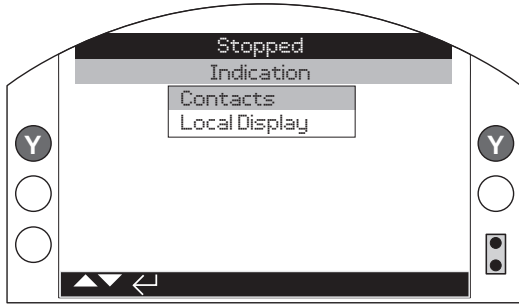 Stopped
Indication
Contacts
Local Display
Y
Y